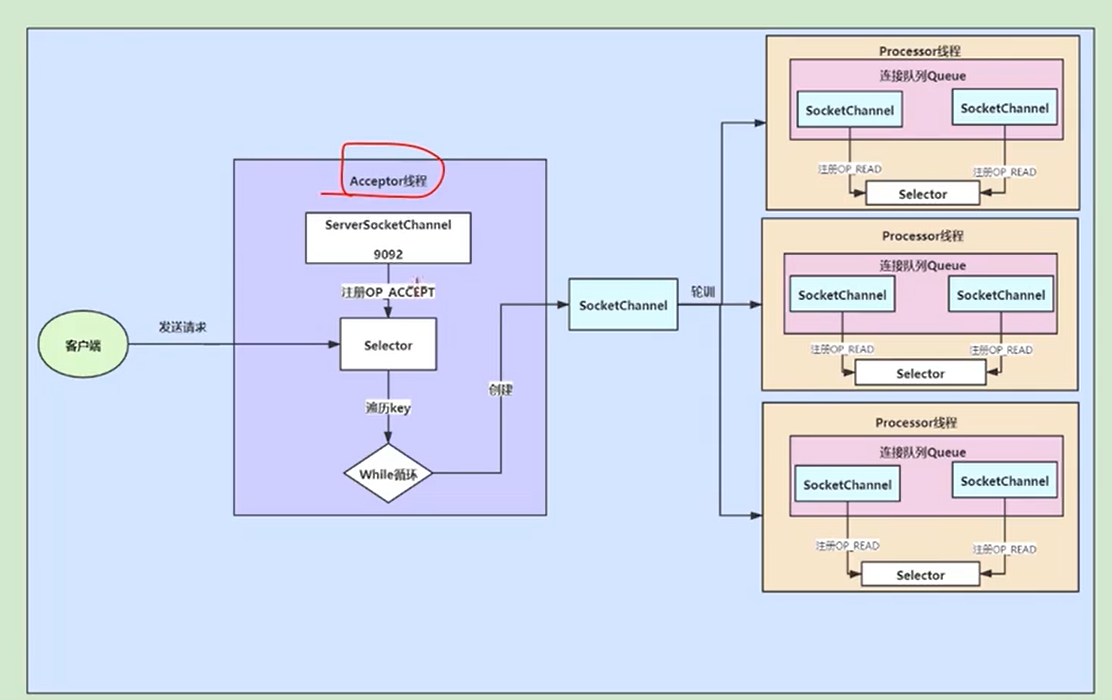 Acceptor线程
ServerSocketChannel
9092
注册OP_ACCEPT
客户端
发送请求
Selector
遍历key
While循环
创建
SocketChannel
轮训
Processor线程
连接队列Queue
SocketChannel
SocketChannel
注册OP_READ
注册OP_READ
Selector
Processor线程
连接队列Queue
SocketChannel
SocketChannel
注册OP_READ
注册OP_READ
Selector
Processor线程
连接队列Queue
SocketChannel
SocketChannel
注册OP_READ
注册OP_READ
Selector